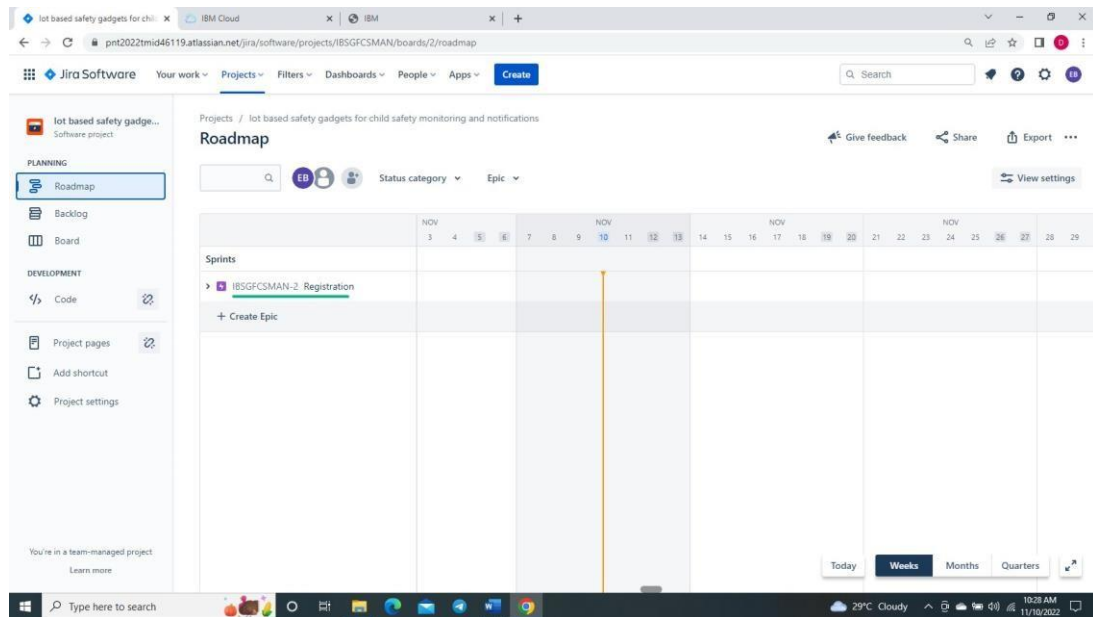 Iot based safety gadgets for chil
IBM Cloud
IBM
pnt2022tmid46119.atlassian.net/jira/software/projects/IBSGFCSMAN/boards/2/roadmap
D
Jira Software
Your work
Projects
Filters
Dashboards
People
Apps
Create
Search
EB
Iot based safety gadge...
Software project
Projects / Iot based safety gadgets for child safety monitoring and notifications
Roadmap
Give feedback
Share
Export
PLANNING
Roadmap
Backlog
Board
DEVELOPMENT
Code
Project pages
Add shortcut
Project settings
EB
Status category
Epic
View settings
NOV NOV NOV NOV
3 4 5 6 7 8 9 10 11 12 13 14 15 16 17 18 19 20 21 22 23 24 25 26 27 28 29
Sprints
IBSGFCSMAN-2 Registration
+ Create Epic
You're in a team-managed project
Learn more
Today
Weeks
Months
Quarters
Type here to search
29°C Cloudy
10:28 AM
11/10/2022